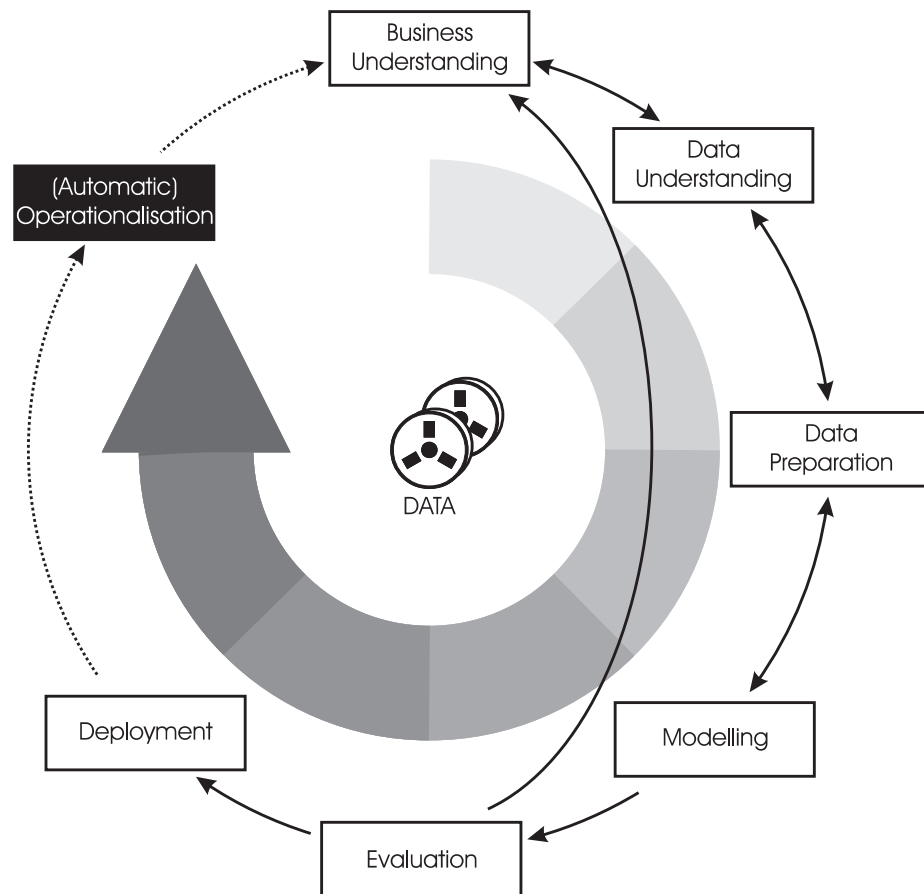 Business
Understanding
Data
Understanding
(Automatic)
Operationalisation
Data
Preparation
DATA
Deployment
Modelling
Evaluation